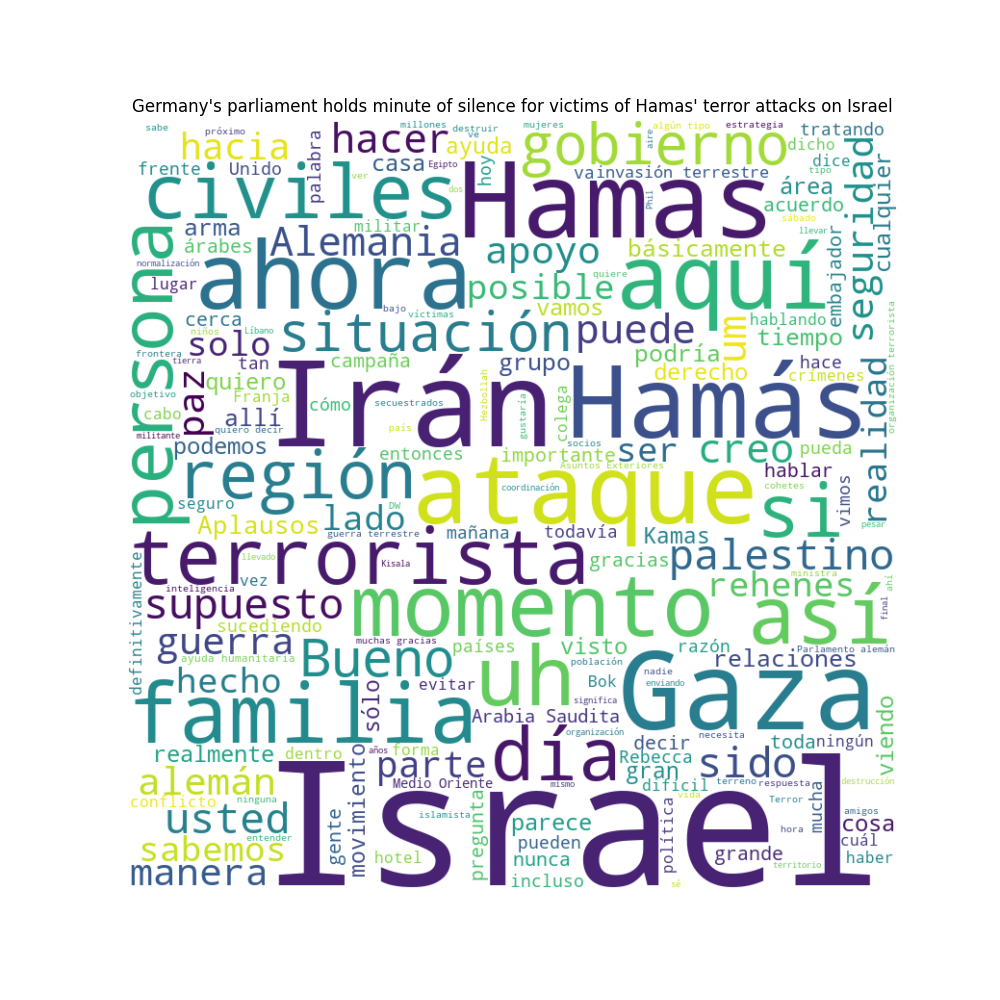 Germany's parliament holds minute of silence for victims of Hamas' terror attacks on Israel
sabe
próximo
hacia
palabra
hacer
millones
destruir
ve
ayuda
mujeres
gobierno
aire
algún tipo
estrategia
dicho
tratando
frente
Unido
casa
Egipto
hoy
vainvasión terrestre
dice
tipo
civiles
ver
dos
Hamas
Phil
área
acuerdo
sábado
llevar
seguridad
cualquier
persona
arma
árabes
militar
Alemania
apoyo
básicamente
embajador
normalización
lugar
ahora
posible
quiere
aquí
bajo
víctimas
vamos
cerca
niños
Líbano
situación
puede
um
hablando
tiempo
frontera
tierra
solo
tan
campaña
grupo
podría
derecho
hace
crímenes
organización terrorista
objetivo
paz
quiero
Franja
Irán
Hezbollah
gustaría
colega
Hamás
realidad
cabo
allí
cómo
secuestrados
militante
quiero decir
país
socios
podemos
entonces
importante
ser
creo
pueda
Asuntos Exteriores
región
ataque
hablar
vimos
coordinación
cohetes
si
seguro
DW
Aplausos
lado
guerra terrestre
mañana
todavía
Kamas
pesar
definitivamente
terrorista
llevado
Kisala
gracias
palestino
inteligencia
vez
ministra
ahí
supuesto
momento
rehenes
así
final
sucediendo
guerra
muchas gracias
países
visto
razón
Parlamento alemán
ayuda humanitaria
Bueno
uh
población
nadie
relaciones
hecho
evitar
Bok
enviando
familia
sólo
significa
Gaza
Arabia Saudita
organización
necesita
viendo
realmente
dentro
años
forma
día
decir
toda
ningún
movimiento
parte
Rebecca
gran
sido
alemán
Medio Oriente
mismo
difícil
terreno
respuesta
destrucción
conflicto
ninguna
Israel
vida
Terror
mucha
amigos
usted
islamista
pregunta
parece
política
hora
cosa
entender
gente
pueden
cuál
sabemos
hotel
nunca
grande
haber
territorio
manera
incluso
sé